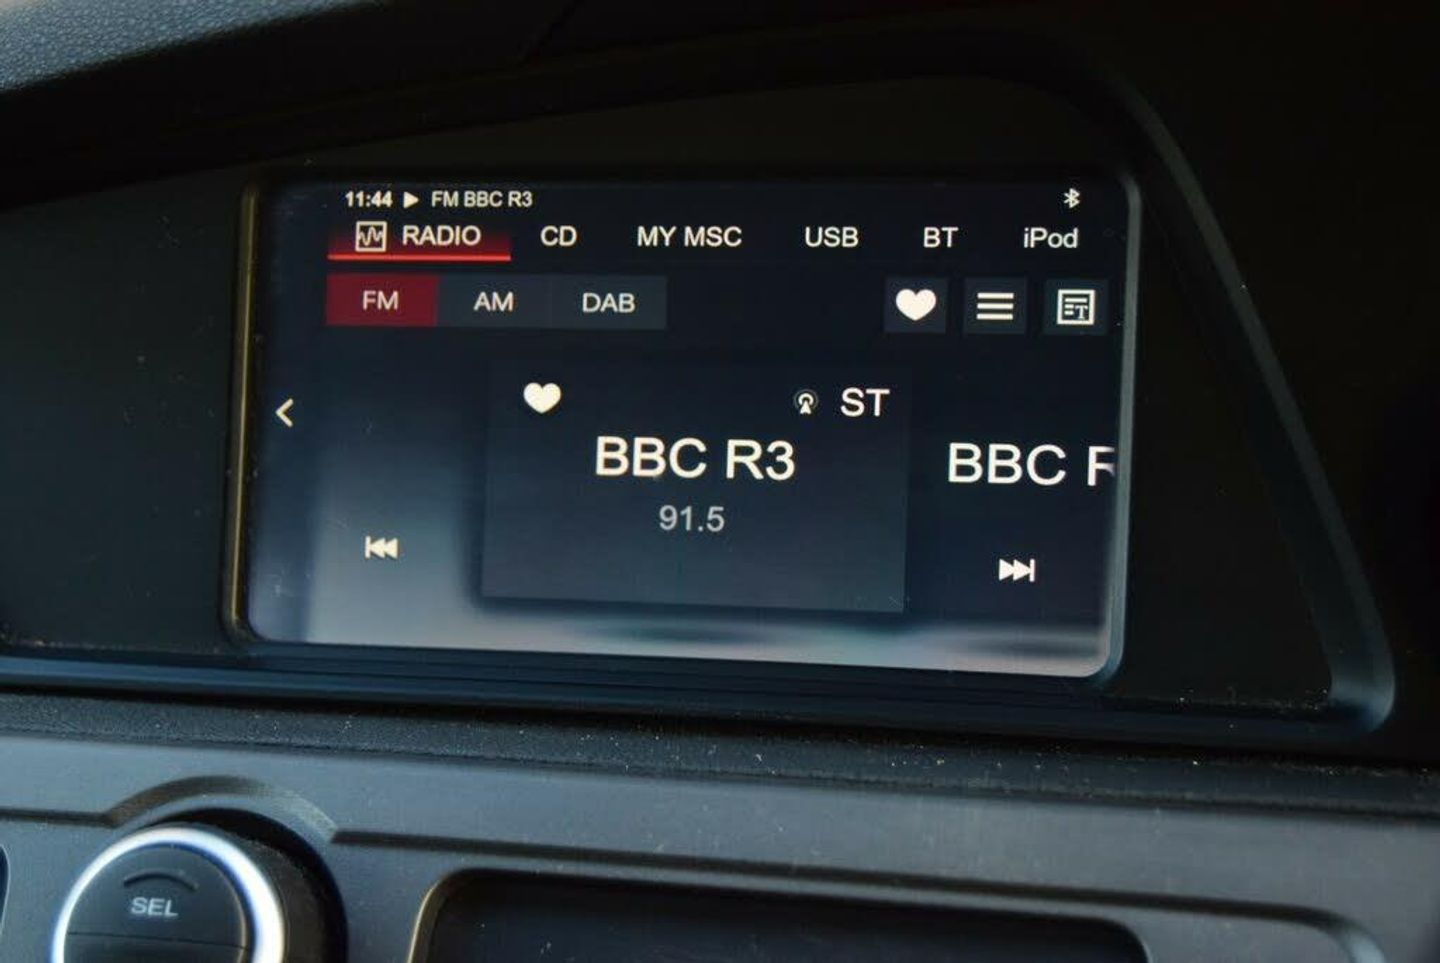 11:44 FM BBC R3
RADIO CD MY MSC USB BT iPod
FM AM DAB
ST
BBC R3
BBC
91.5
SEL